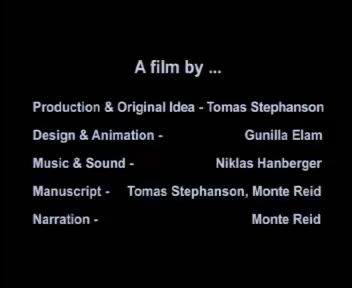 A film by ...
Production & Original Idea - Tomas Stephanson
Design & Animation - Gunilla Elam
Music & Sound - Niklas Hanberger
Manuscript - Tomas Stephanson, Monte Reid
Narration - Monte Reid